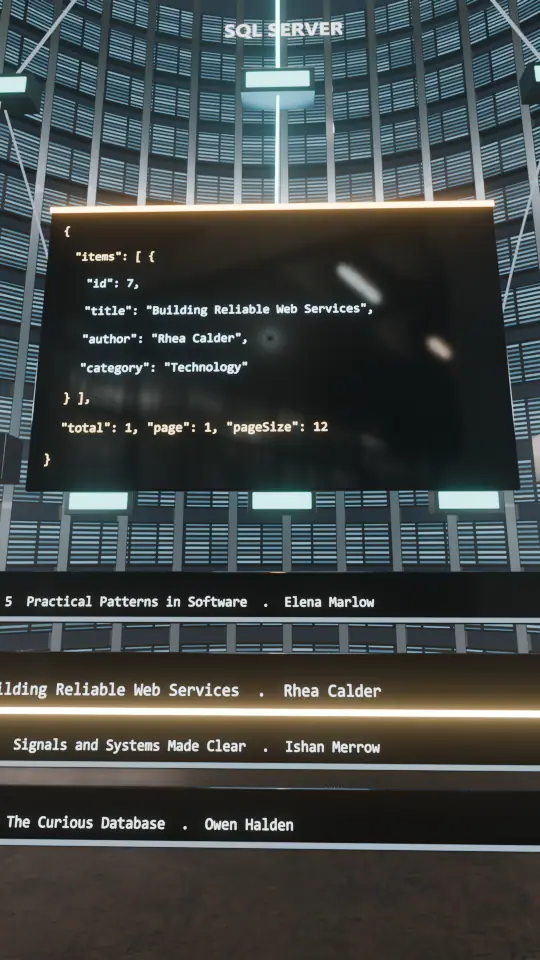 SQL SERVER
{
"items": [ {
"id": 7,
"title": "Building Reliable Web Services",
"author": "Rhea Calder",
"category": "Technology"
} ],
"total": 1, "page": 1, "pageSize": 12
}
5 Practical Patterns in Software . Elena Marlow
Reliable Web Services . Rhea Calder
Signals and Systems Made Clear . Ishan Merrow
The Curious Database . Owen Halden